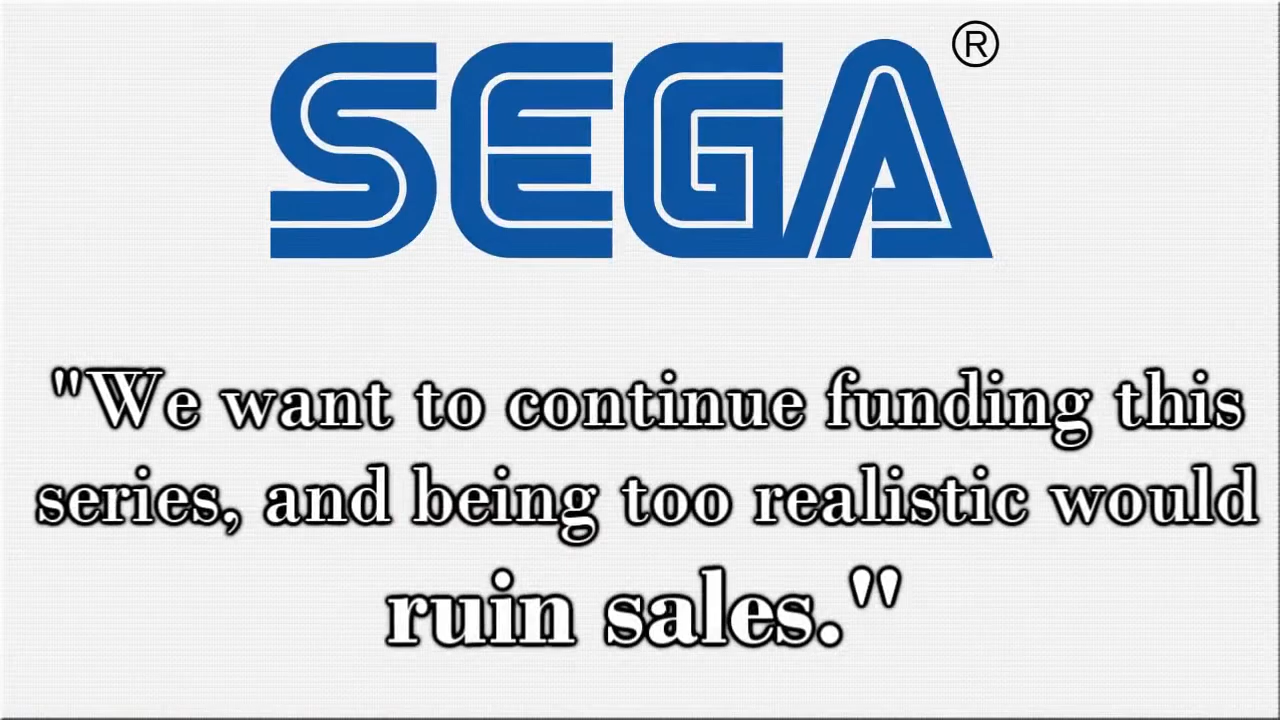 SEGA®
"We want to continue funding this
series, and being too realistic would
ruin sales."